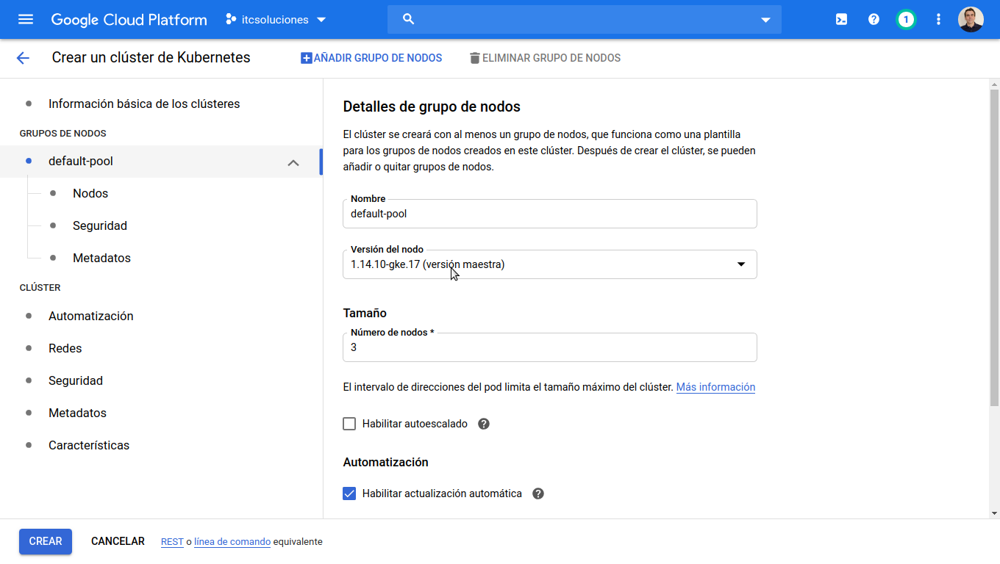 Google Cloud Platform
itcsoluciones
1
Crear un clúster de Kubernetes
AÑADIR GRUPO DE NODOS
ELIMINAR GRUPO DE NODOS
Información básica de los clústeres
GRUPOS DE NODOS
default-pool
Nodos
Seguridad
Metadatos
CLÚSTER
Automatización
Redes
Seguridad
Metadatos
Características
Detalles de grupo de nodos
El clúster se creará con al menos un grupo de nodos, que funciona como una plantilla
para los grupos de nodos creados en este clúster. Después de crear el clúster, se pueden
añadir o quitar grupos de nodos.
Nombre
default-pool
Versión del nodo
1.14.10-gke.17 (versión maestra)
Tamaño
Número de nodos *
3
El intervalo de direcciones del pod limita el tamaño máximo del clúster. Más información
Habilitar autoescalado
Automatización
Habilitar actualización automática
CREAR
CANCELAR
REST o línea de comando equivalente